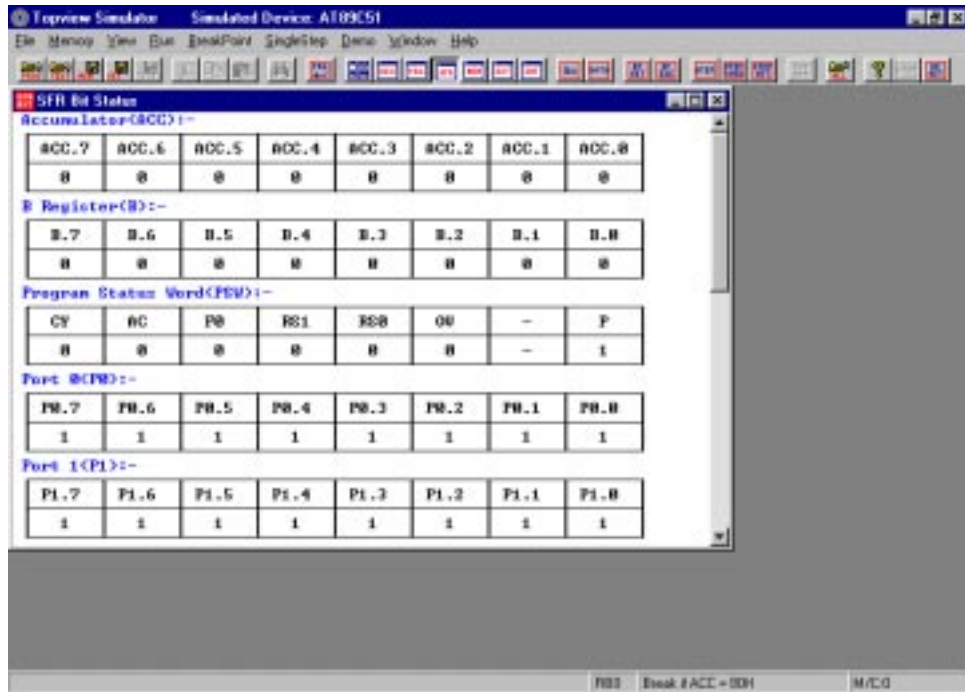 Topview Simulator Simulated Device: AT89C51
File Memory View Run BreakPoint SingleStep Demo Window Help
SFR Bit Status
Accumulator(ACC):-
ACC.7 ACC.6 ACC.5 ACC.4 ACC.3 ACC.2 ACC.1 ACC.0
0 0 0 0 0 0 0 0
B Register(B):-
B.7 B.6 B.5 B.4 B.3 B.2 B.1 B.0
0 0 0 0 0 0 0 0
Program Status Word(PSW):-
CY AC F0 RS1 RS0 OV - P
0 0 0 0 0 0 - 1
Port 0(P0):-
P0.7 P0.6 P0.5 P0.4 P0.3 P0.2 P0.1 P0.0
1 1 1 1 1 1 1 1
Port 1(P1):-
P1.7 P1.6 P1.5 P1.4 P1.3 P1.2 P1.1 P1.0
1 1 1 1 1 1 1 1
Break if ACC = 00H M/C:0